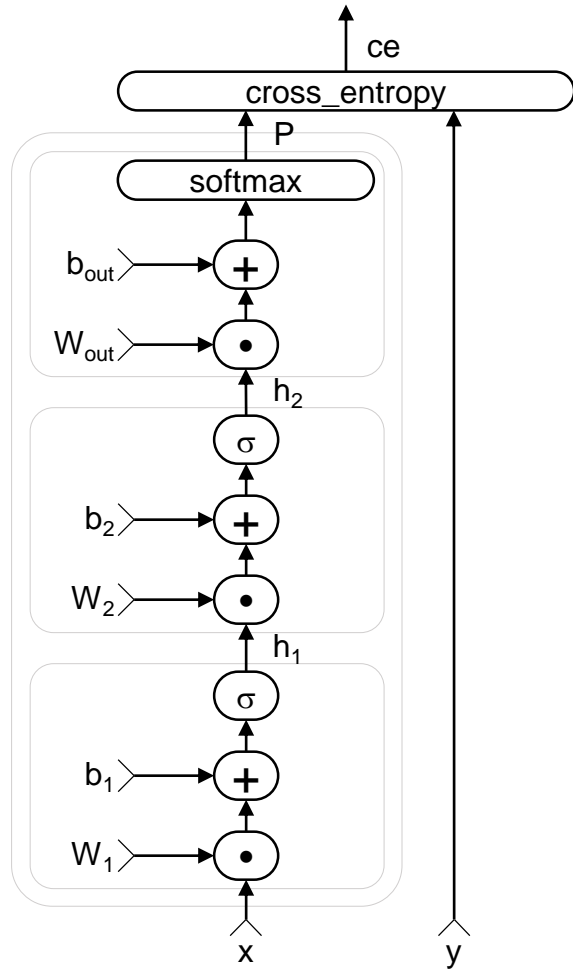 ce
cross_entropy
P
softmax
b_out
+
W_out
•
h_2
σ
b_2
+
W_2
•
h_1
σ
b_1
+
W_1
•
x y